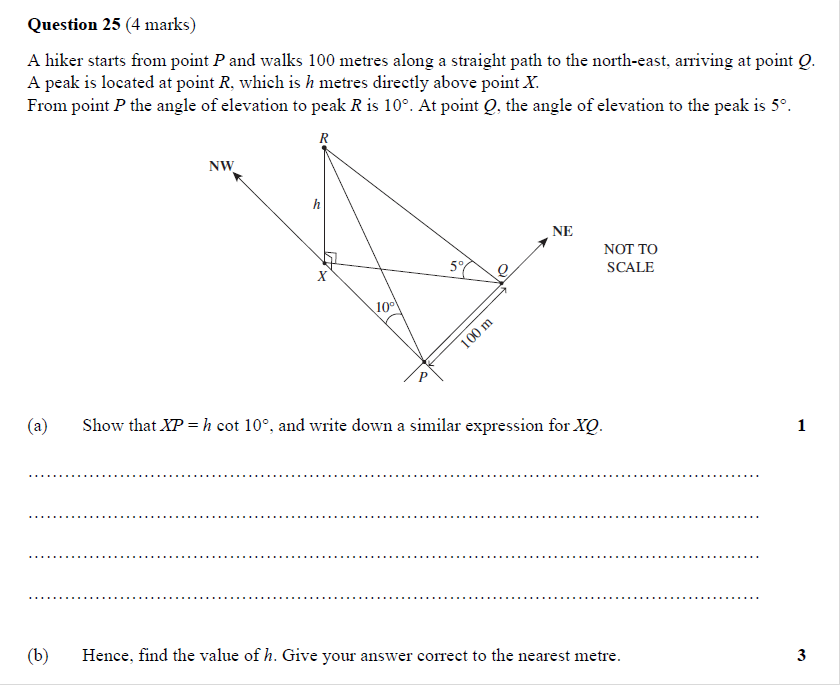 Question 25 (4 marks)
A hiker starts from point P and walks 100 metres along a straight path to the north-east, arriving at point Q.
A peak is located at point R, which is h metres directly above point X.
From point P the angle of elevation to peak R is 10°. At point Q, the angle of elevation to the peak is 5°.
R
NW
h
NE
NOT TO
SCALE
5°
Q
X
10°
100 m
P
(a) Show that XP = h cot 10°, and write down a similar expression for XQ. 1
(b) Hence, find the value of h. Give your answer correct to the nearest metre. 3